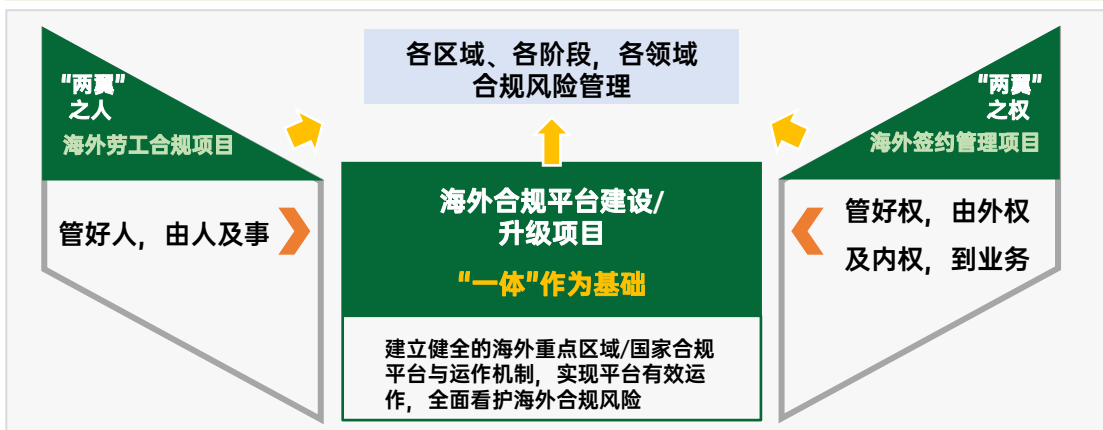 各区域、各阶段，各领域
合规风险管理
“两翼”
之人
海外劳工合规项目
管好人，由人及事
海外合规平台建设/
升级项目
“一体”作为基础
建立健全的海外重点区域/国家合规
平台与运作机制，实现平台有效运
作，全面看护海外合规风险
“两翼”
之权
海外签约管理项目
管好权，由外权
及内权，到业务